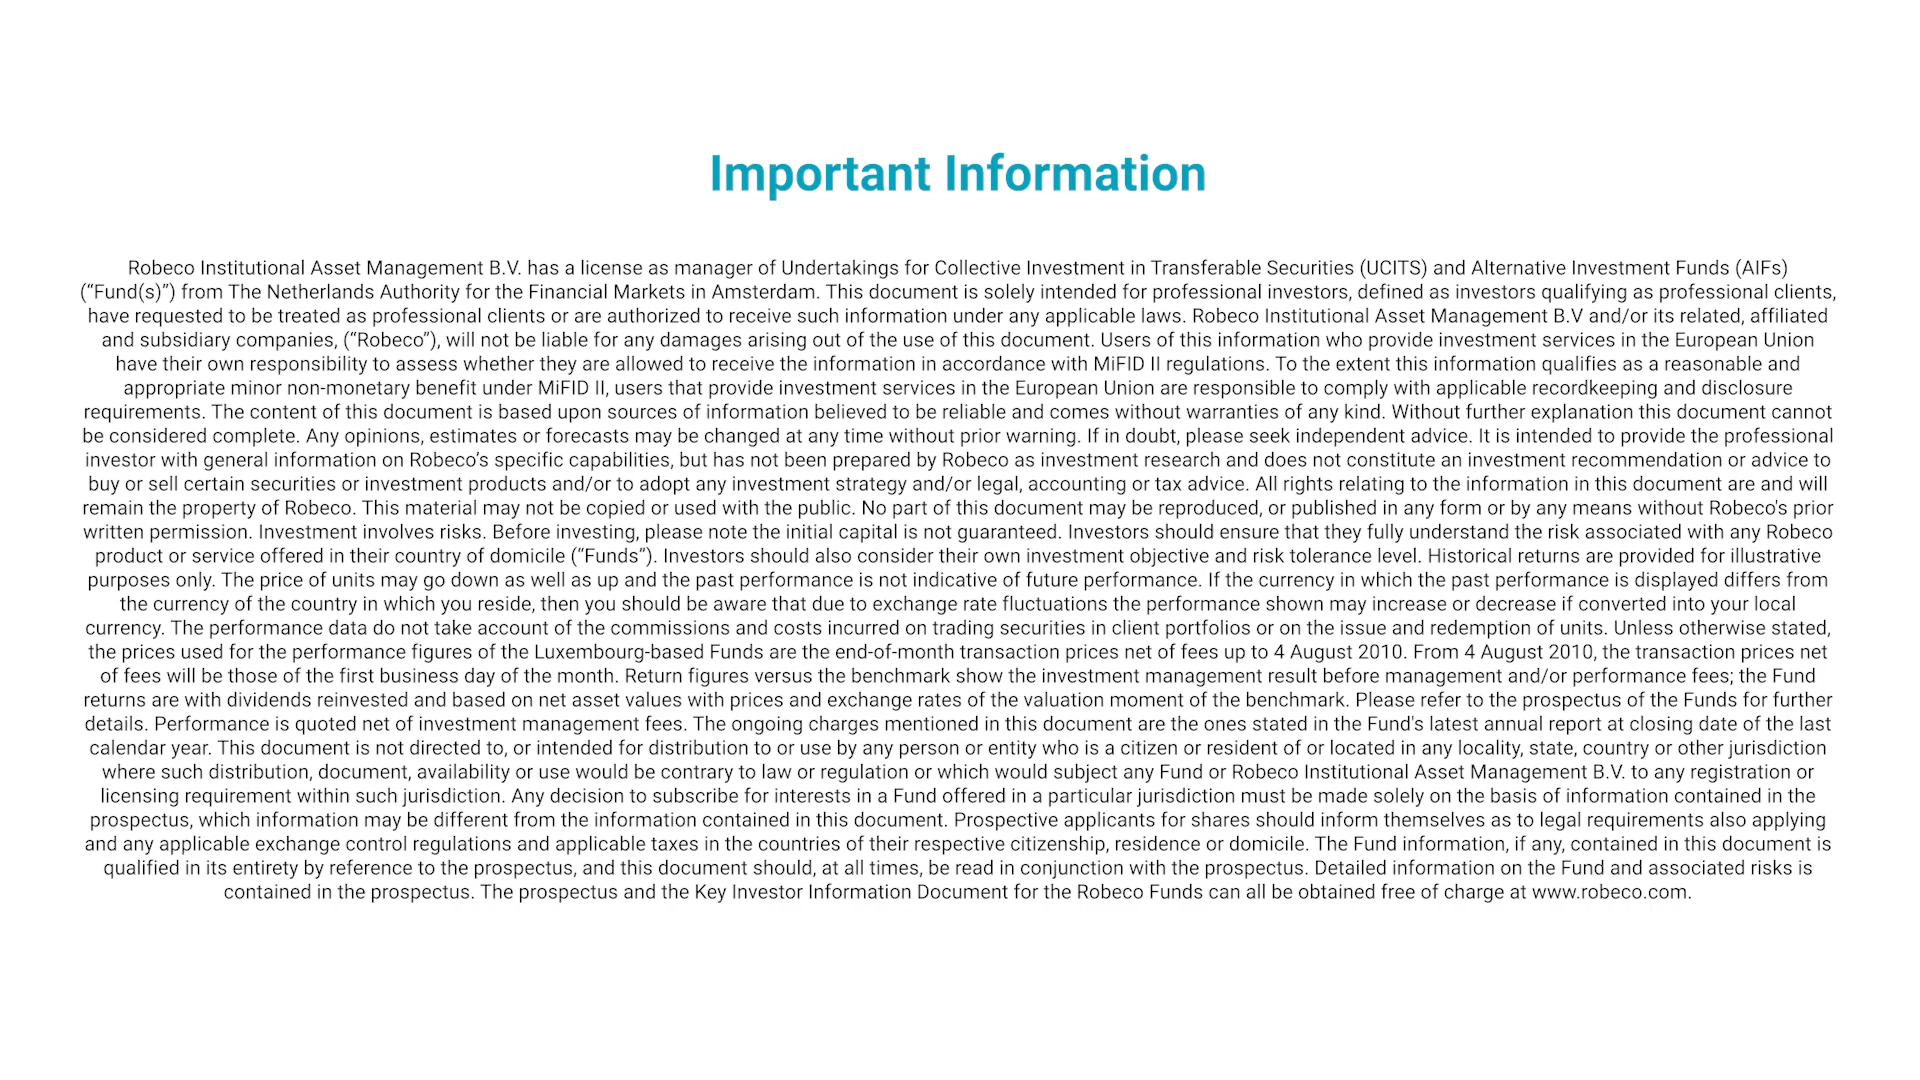 Important Information
Robeco Institutional Asset Management B.V. has a license as manager of Undertakings for Collective Investment in Transferable Securities (UCITS) and Alternative Investment Funds (AIFs)
(“Fund(s)”) from The Netherlands Authority for the Financial Markets in Amsterdam. This document is solely intended for professional investors, defined as investors qualifying as professional clients,
have requested to be treated as professional clients or are authorized to receive such information under any applicable laws. Robeco Institutional Asset Management B.V and/or its related, affiliated
and subsidiary companies, (“Robeco”), will not be liable for any damages arising out of the use of this document. Users of this information who provide investment services in the European Union
have their own responsibility to assess whether they are allowed to receive the information in accordance with MiFID II regulations. To the extent this information qualifies as a reasonable and
appropriate minor non-monetary benefit under MiFID II, users that provide investment services in the European Union are responsible to comply with applicable recordkeeping and disclosure
requirements. The content of this document is based upon sources of information believed to be reliable and comes without warranties of any kind. Without further explanation this document cannot
be considered complete. Any opinions, estimates or forecasts may be changed at any time without prior warning. If in doubt, please seek independent advice. It is intended to provide the professional
investor with general information on Robeco’s specific capabilities, but has not been prepared by Robeco as investment research and does not constitute an investment recommendation or advice to
buy or sell certain securities or investment products and/or to adopt any investment strategy and/or legal, accounting or tax advice. All rights relating to the information in this document are and will
remain the property of Robeco. This material may not be copied or used with the public. No part of this document may be reproduced, or published in any form or by any means without Robeco's prior
written permission. Investment involves risks. Before investing, please note the initial capital is not guaranteed. Investors should ensure that they fully understand the risk associated with any Robeco
product or service offered in their country of domicile (“Funds”). Investors should also consider their own investment objective and risk tolerance level. Historical returns are provided for illustrative
purposes only. The price of units may go down as well as up and the past performance is not indicative of future performance. If the currency in which the past performance is displayed differs from
the currency of the country in which you reside, then you should be aware that due to exchange rate fluctuations the performance shown may increase or decrease if converted into your local
currency. The performance data do not take account of the commissions and costs incurred on trading securities in client portfolios or on the issue and redemption of units. Unless otherwise stated,
the prices used for the performance figures of the Luxembourg-based Funds are the end-of-month transaction prices net of fees up to 4 August 2010. From 4 August 2010, the transaction prices net
of fees will be those of the first business day of the month. Return figures versus the benchmark show the investment management result before management and/or performance fees; the Fund
returns are with dividends reinvested and based on net asset values with prices and exchange rates of the valuation moment of the benchmark. Please refer to the prospectus of the Funds for further
details. Performance is quoted net of investment management fees. The ongoing charges mentioned in this document are the ones stated in the Fund's latest annual report at closing date of the last
calendar year. This document is not directed to, or intended for distribution to or use by any person or entity who is a citizen or resident of or located in any locality, state, country or other jurisdiction
where such distribution, document, availability or use would be contrary to law or regulation or which would subject any Fund or Robeco Institutional Asset Management B.V. to any registration or
licensing requirement within such jurisdiction. Any decision to subscribe for interests in a Fund offered in a particular jurisdiction must be made solely on the basis of information contained in the
prospectus, which information may be different from the information contained in this document. Prospective applicants for shares should inform themselves as to legal requirements also applying
and any applicable exchange control regulations and applicable taxes in the countries of their respective citizenship, residence or domicile. The Fund information, if any, contained in this document is
qualified in its entirety by reference to the prospectus, and this document should, at all times, be read in conjunction with the prospectus. Detailed information on the Fund and associated risks is
contained in the prospectus. The prospectus and the Key Investor Information Document for the Robeco Funds can all be obtained free of charge at www.robeco.com.